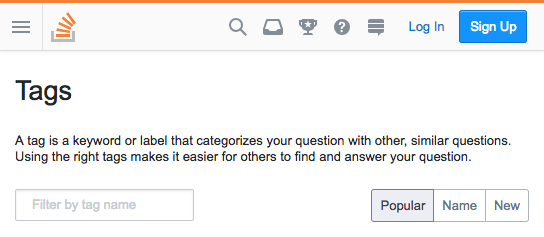 Log In
Sign Up
Tags
A tag is a keyword or label that categorizes your question with other, similar questions.
Using the right tags makes it easier for others to find and answer your question.
Filter by tag name
Popular
Name
New